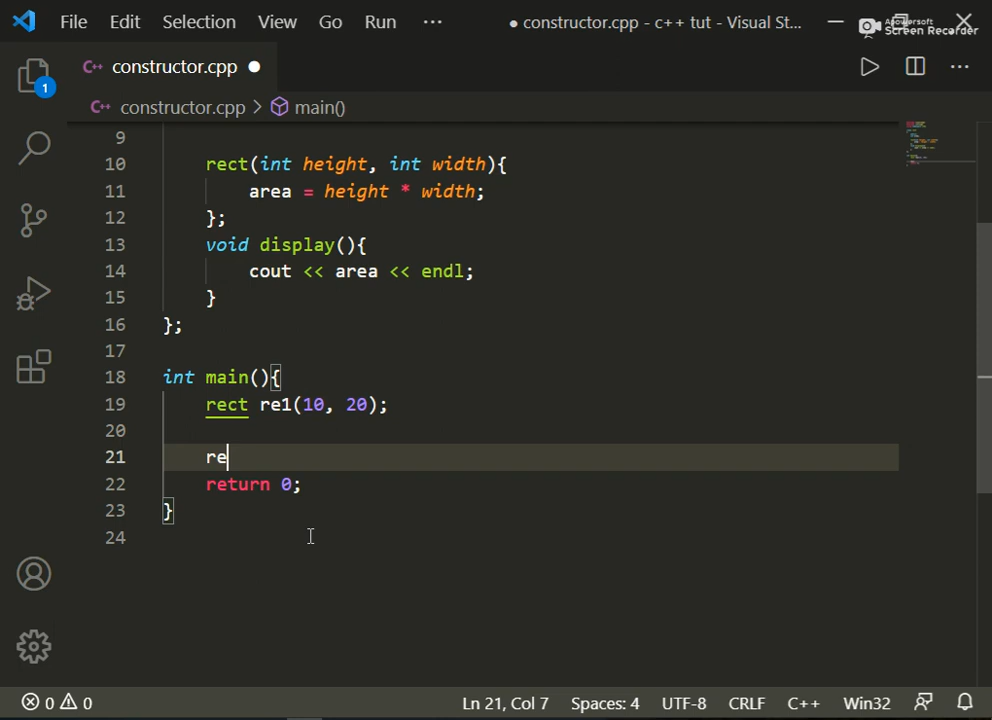 File Edit Selection View Go Run ··· ● constructor.cpp - c++ tut - Visual St...
Apowersoft
Screen Recorder
1
C++ constructor.cpp ●
C++ constructor.cpp > main()
9
10 rect(int height, int width){
11 area = height * width;
12 };
13 void display(){
14 cout << area << endl;
15 }
16 };
17
18 int main(){
19 rect re1(10, 20);
20
21 re
22 return 0;
23 }
24
0 0 Ln 21, Col 7 Spaces: 4 UTF-8 CRLF C++ Win32